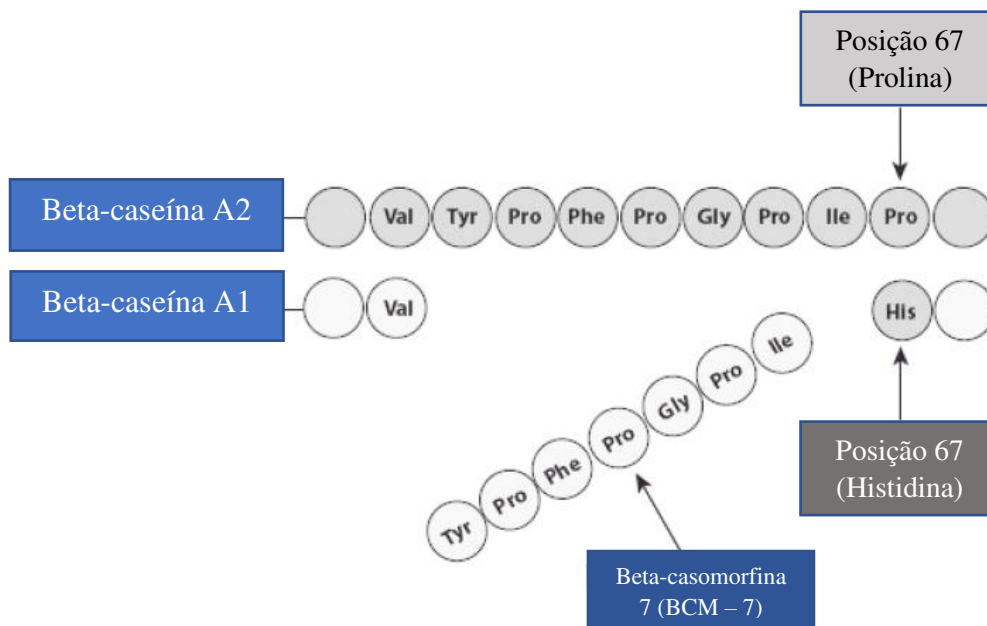 Posição 67
(Prolina)
Beta-caseína A2
Val Tyr Pro Phe Pro Gly Pro Ile Pro
Beta-caseína A1
Val
His
Tyr Pro Phe Pro Gly Pro Ile
Posição 67
(Histidina)
Beta-casomorfina
7 (BCM – 7)